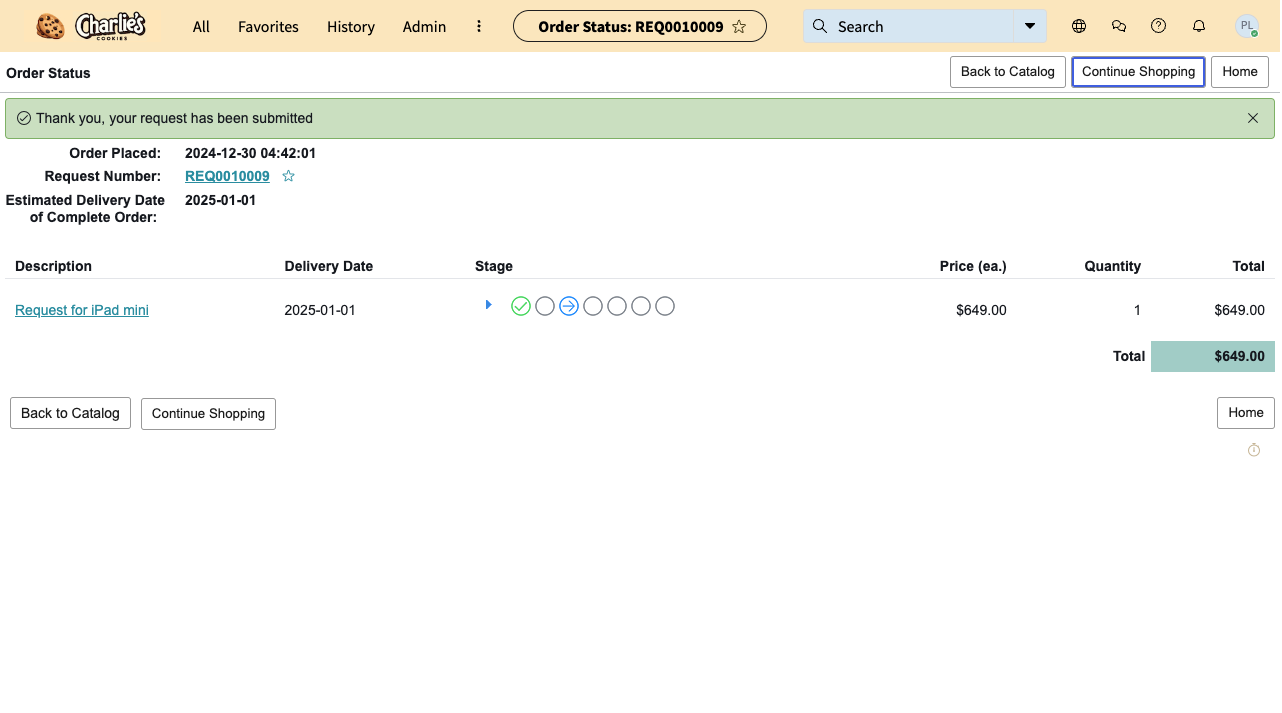 Charlie's COOKIES
All Favorites History Admin Order Status: REQ0010009 Search PL
Order Status Back to Catalog Continue Shopping Home
Thank you, your request has been submitted
Order Placed: 2024-12-30 04:42:01
Request Number: REQ0010009
Estimated Delivery Date 2025-01-01
of Complete Order:
Description Delivery Date Stage Price (ea.) Quantity Total
Request for iPad mini 2025-01-01 $649.00 1 $649.00
Total $649.00
Back to Catalog Continue Shopping Home